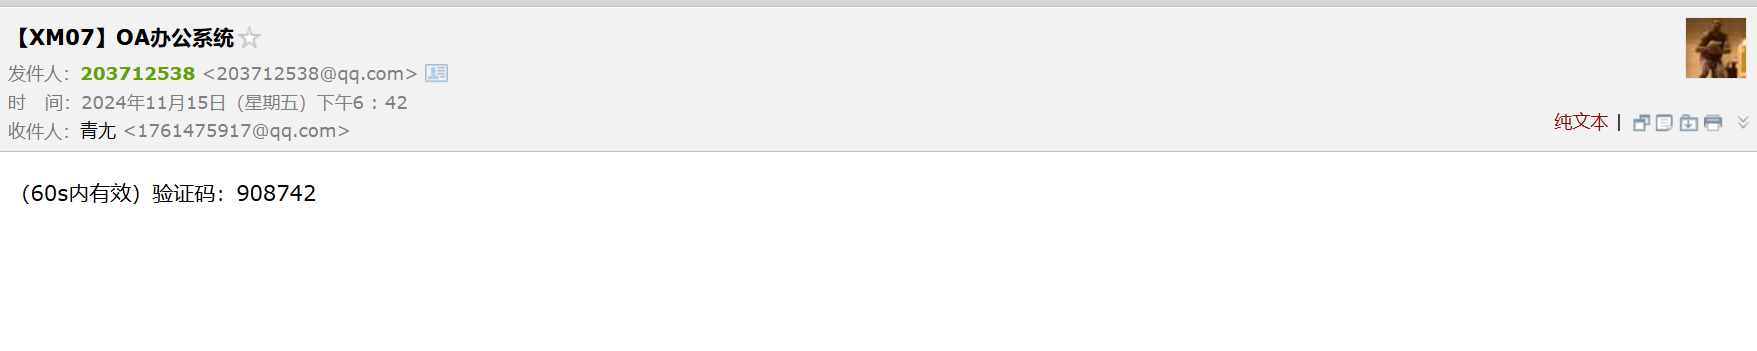 【XM07】OA办公系统
发件人：203712538 <203712538@qq.com>
时　间：2024年11月15日（星期五）下午6：42
收件人：青尢 <1761475917@qq.com>
纯文本 |
（60s内有效）验证码：908742